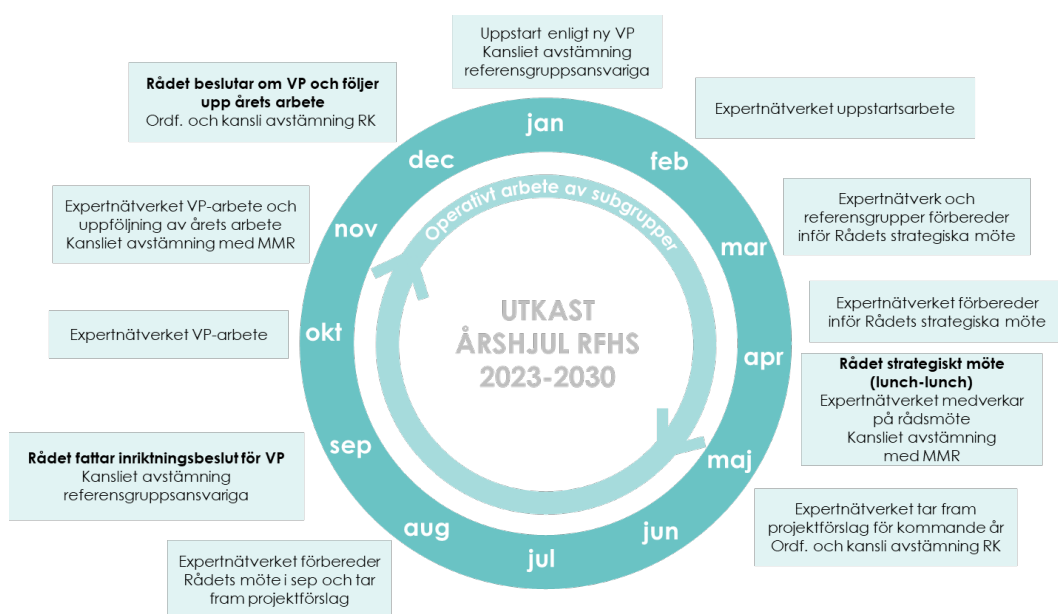 Uppstart enligt ny VP
Kansliet avstämning
referensgruppsansvariga
Expertnätverket uppstartsarbete
Expertnätverk och
referensgrupper förbereder
inför Rådets strategiska möte
Expertnätverket förbereder
inför Rådets strategiska möte
Rådet strategiskt möte
(lunch-lunch)
Expertnätverket medverkar
på rådsmöte
Kansliet avstämning
med MMR
Expertnätverket tar fram
projektförslag för kommande år
Ordf. och kansli avstämning RK
Expertnätverket förbereder
Rådets möte i sep och tar
fram projektförslag
Rådet fattar inriktningsbeslut för VP
Kansliet avstämning
referensgruppsansvariga
Expertnätverket VP-arbete
Expertnätverket VP-arbete och
uppföljning av årets arbete
Kansliet avstämning med MMR
Rådet beslutar om VP och följer
upp årets arbete
Ordf. och kansli avstämning RK
jan
feb
mar
apr
maj
jun
jul
aug
sep
okt
nov
dec
Operativt arbete av subgrupper
UTKAST
ÅRSHJUL RFHS
2023-2030